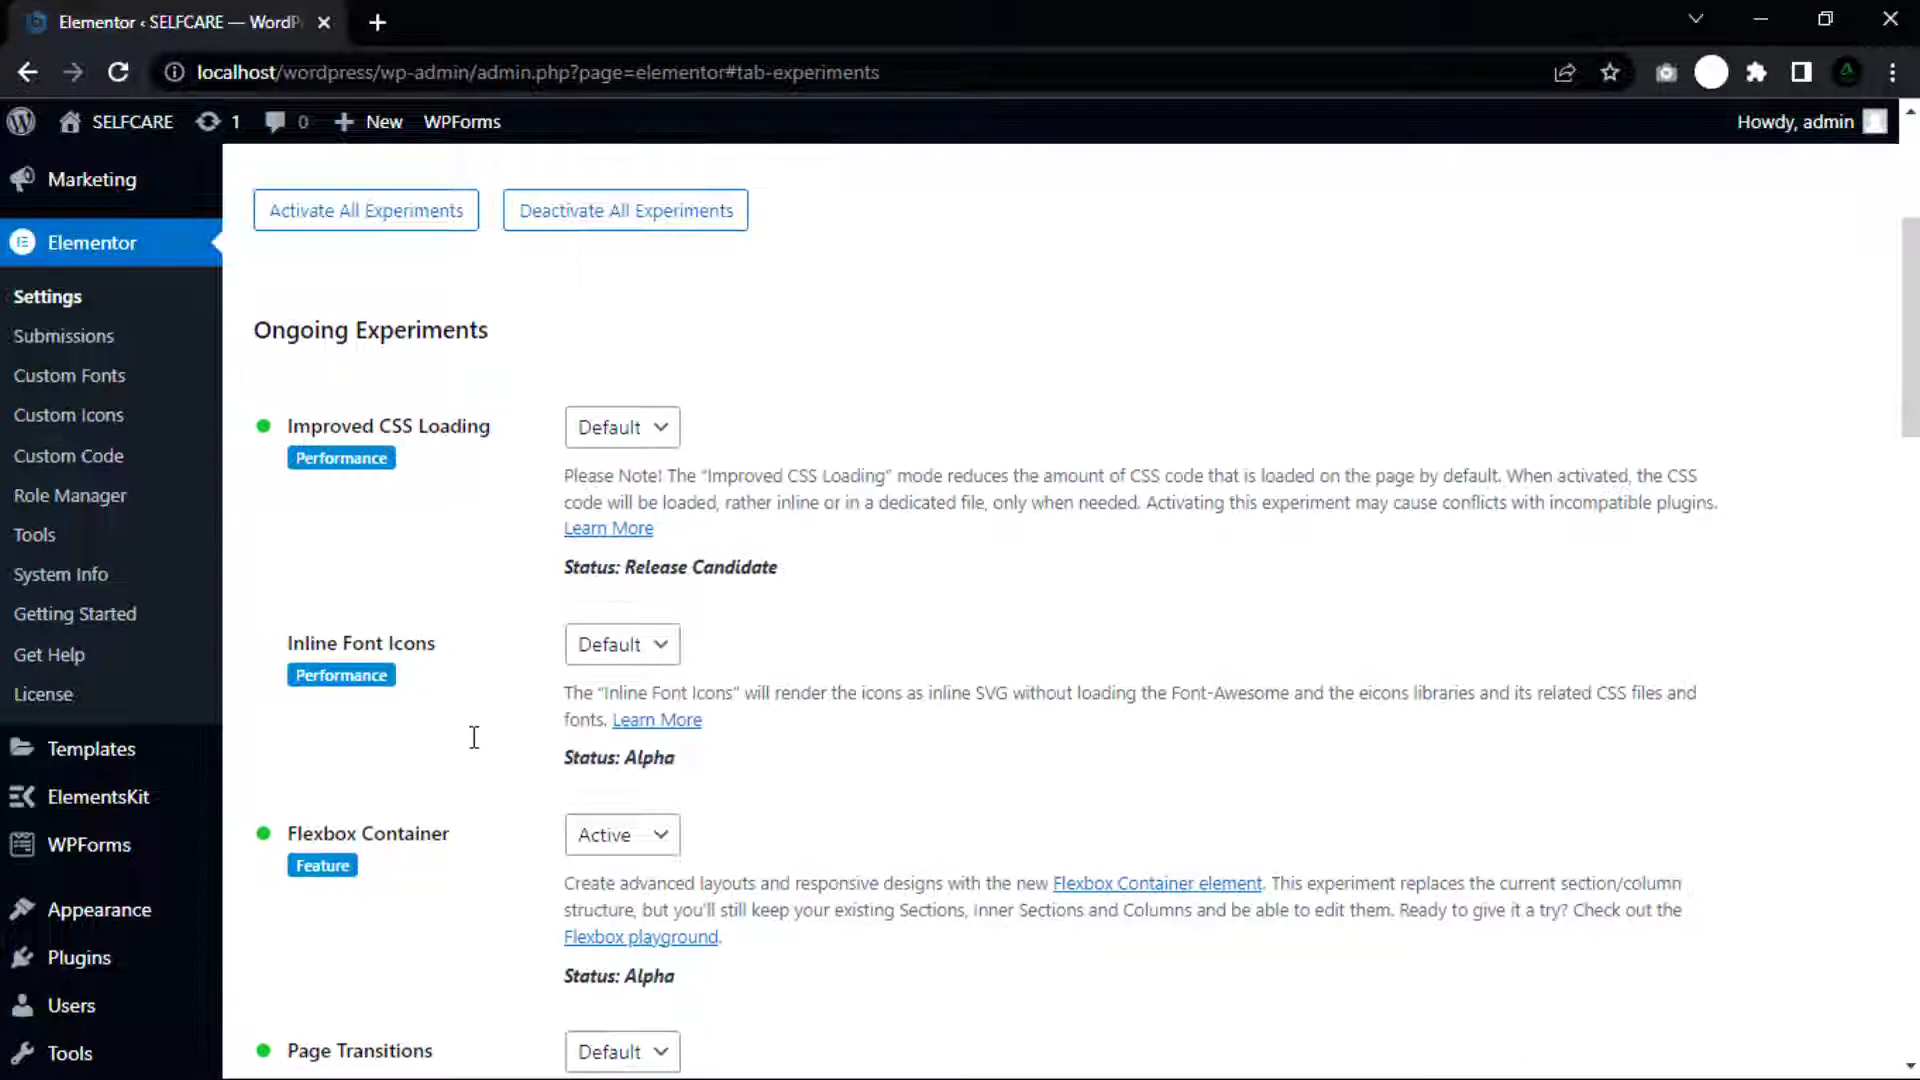 Elementor ‹ SELFCARE — WordP
localhost/wordpress/wp-admin/admin.php?page=elementor#tab-experiments
SELFCARE
1
0
New
WPForms
Howdy, admin
Marketing
Elementor
Settings
Submissions
Custom Fonts
Custom Icons
Custom Code
Role Manager
Tools
System Info
Getting Started
Get Help
License
Templates
ElementsKit
WPForms
Appearance
Plugins
Users
Tools
Activate All Experiments
Deactivate All Experiments
Ongoing Experiments
Improved CSS Loading
Performance
Default
Please Note! The “Improved CSS Loading” mode reduces the amount of CSS code that is loaded on the page by default. When activated, the CSS
code will be loaded, rather inline or in a dedicated file, only when needed. Activating this experiment may cause conflicts with incompatible plugins.
Learn More
Status: Release Candidate
Inline Font Icons
Performance
Default
The “Inline Font Icons” will render the icons as inline SVG without loading the Font-Awesome and the eicons libraries and its related CSS files and
fonts. Learn More
Status: Alpha
Flexbox Container
Feature
Active
Create advanced layouts and responsive designs with the new Flexbox Container element. This experiment replaces the current section/column
structure, but you'll still keep your existing Sections, Inner Sections and Columns and be able to edit them. Ready to give it a try? Check out the
Flexbox playground.
Status: Alpha
Page Transitions
Default